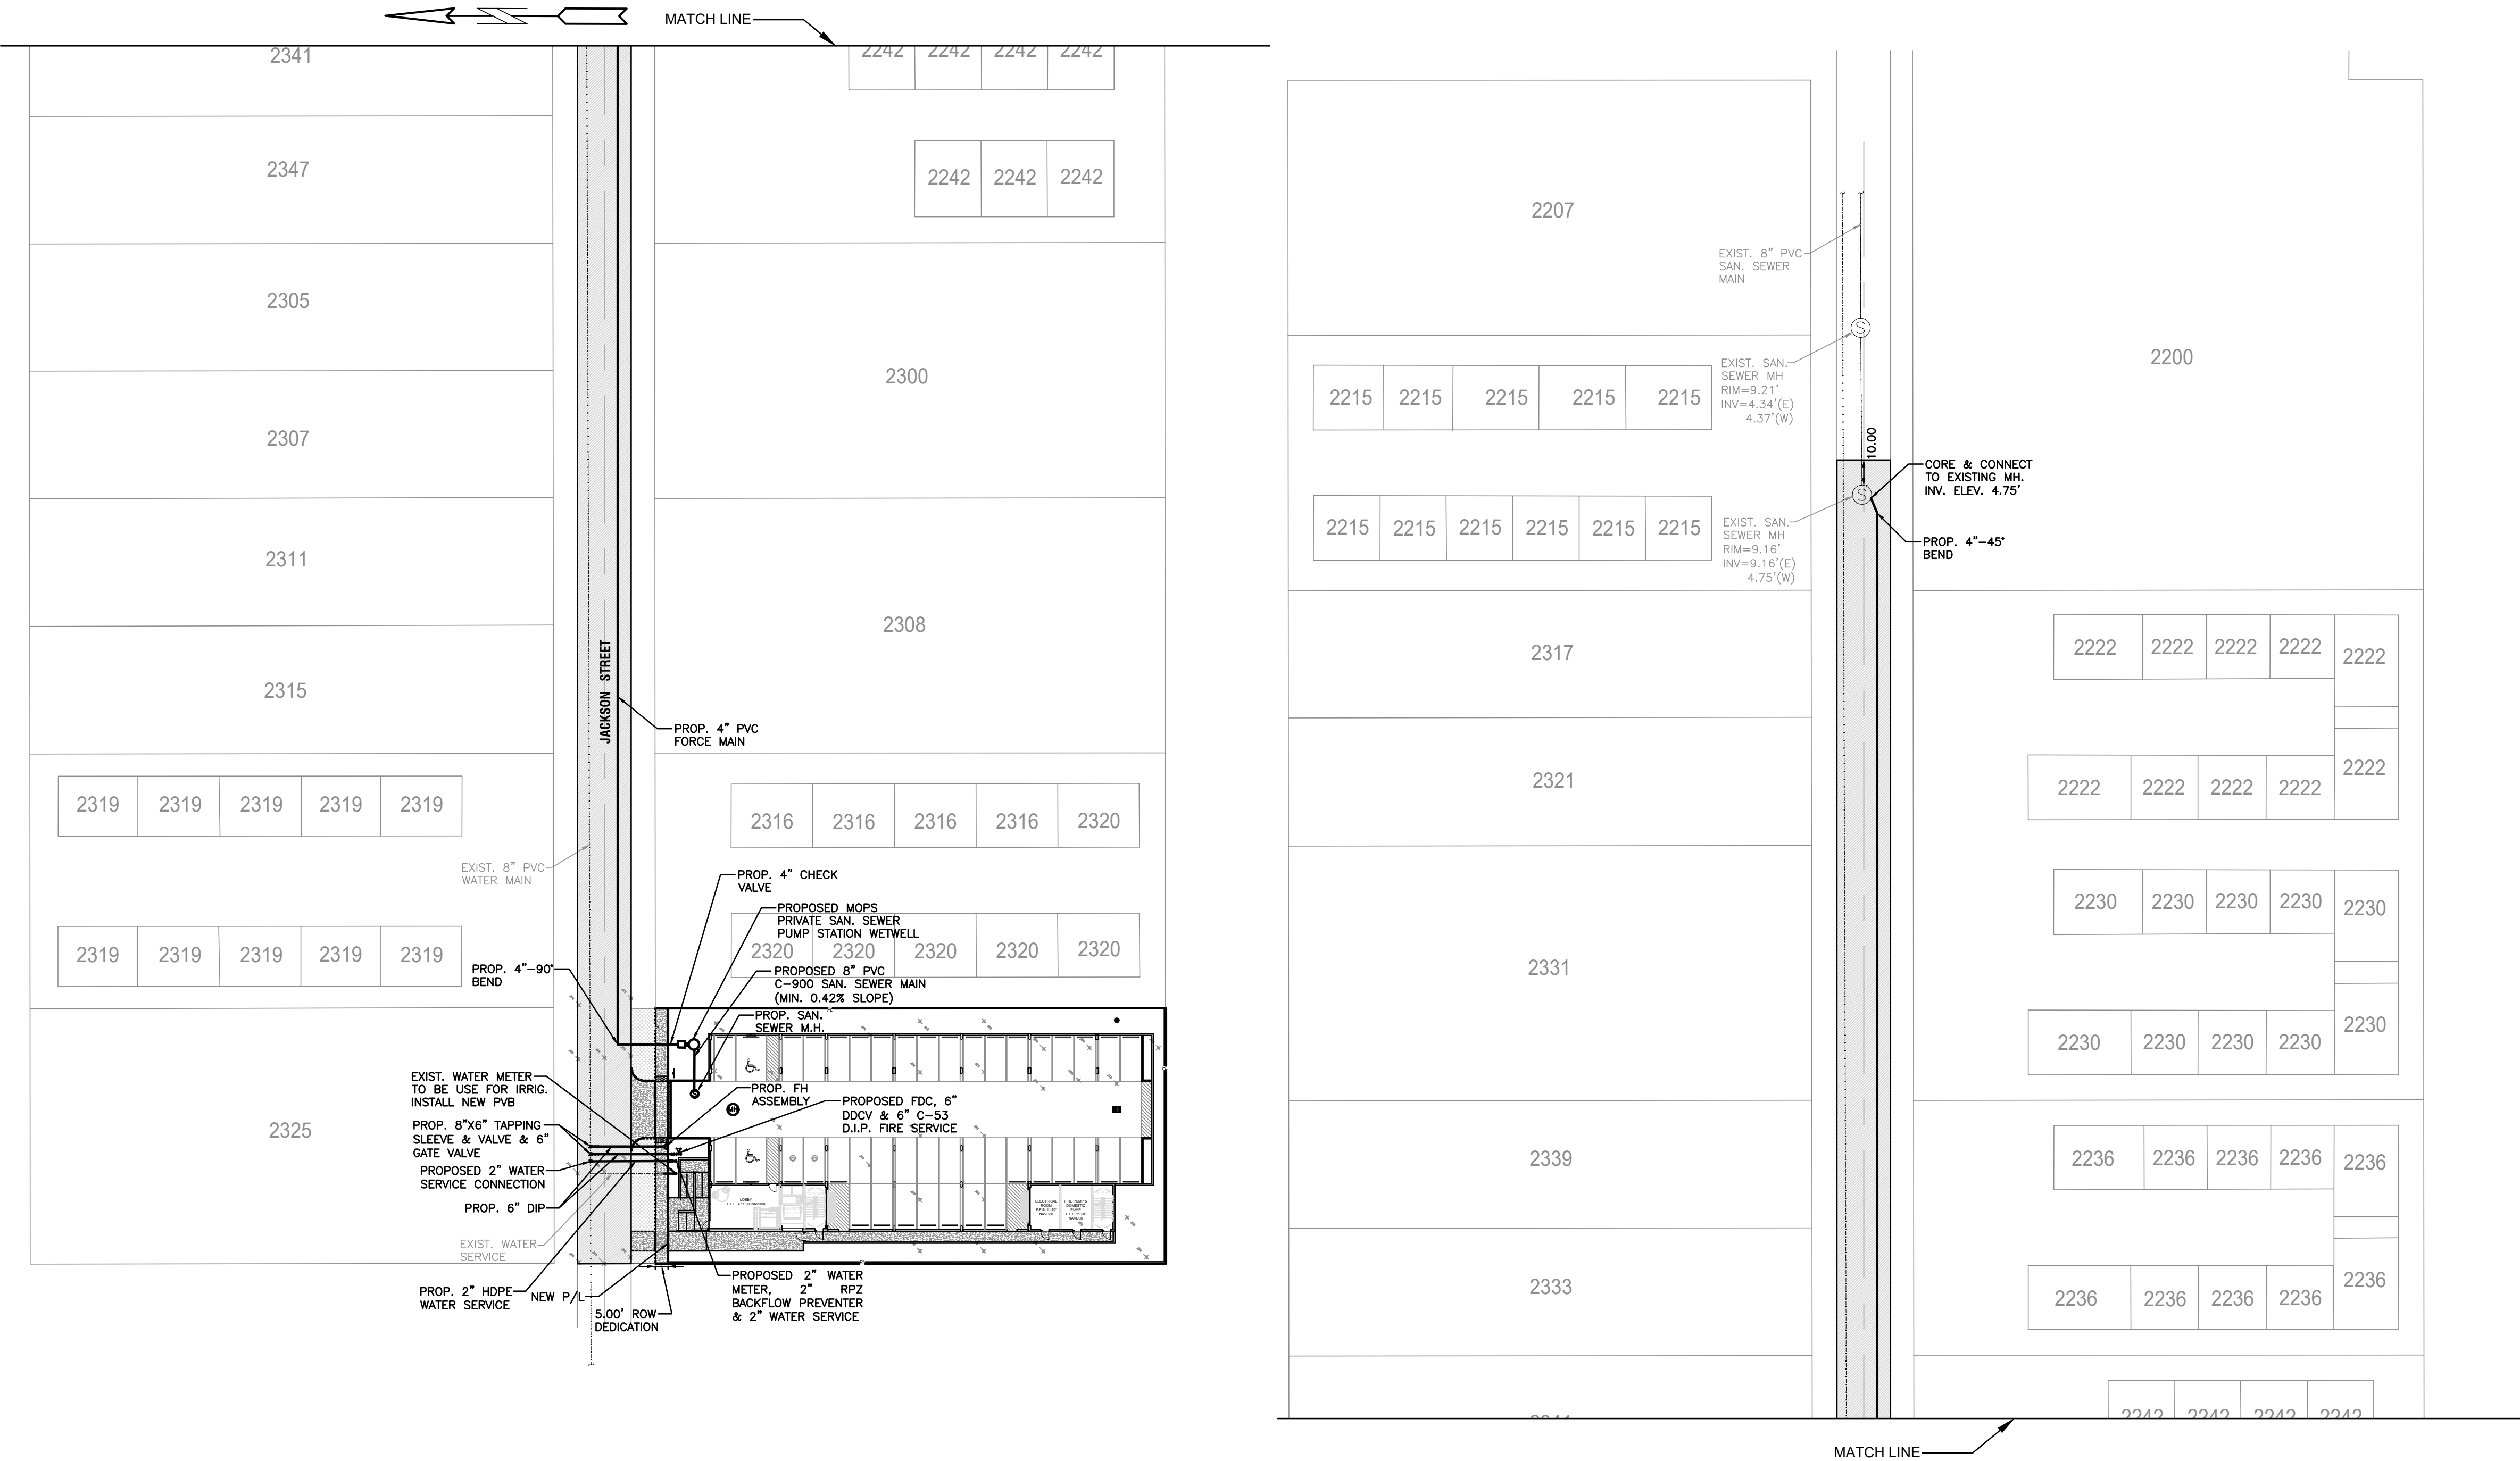 MATCH LINE
2341
2347
2305
2307
2311
2315
2319 2319 2319 2319 2319
2319 2319 2319 2319 2319
2325
2242 2242 2242 2242
2242 2242 2242
2300
2308
2316 2316 2316 2316 2320
2320 2320 2320 2320 2320
JACKSON STREET
PROP. 4" PVC
FORCE MAIN
EXIST. 8" PVC
WATER MAIN
PROP. 4" CHECK
VALVE
PROPOSED MOPS
PRIVATE SAN. SEWER
PUMP STATION WETWELL
PROP. 4"-90°
BEND
PROPOSED 8" PVC
C-900 SAN. SEWER MAIN
(MIN. 0.42% SLOPE)
PROP. SAN.
SEWER M.H.
EXIST. WATER METER
TO BE USE FOR IRRIG.
INSTALL NEW PVB
PROP. FH
ASSEMBLY
PROPOSED FDC, 6"
DDCV & 6" C-53
D.I.P. FIRE SERVICE
PROP. 8"X6" TAPPING
SLEEVE & VALVE & 6"
GATE VALVE
PROPOSED 2" WATER
SERVICE CONNECTION
PROP. 6" DIP
EXIST. WATER
SERVICE
PROP. 2" HDPE
WATER SERVICE
NEW P/L
5.00' ROW
DEDICATION
PROPOSED 2" WATER
METER, 2" RPZ
BACKFLOW PREVENTER
& 2" WATER SERVICE
LOBBY
ELECTRICAL
ROOM
FIRE PUMP &
DOMESTIC
PUMP
2207
EXIST. 8" PVC
SAN. SEWER
MAIN
S
2200
EXIST. SAN.
SEWER MH
RIM=9.21'
INV=4.34'(E)
4.37'(W)
2215 2215 2215 2215 2215
10.00
CORE & CONNECT
TO EXISTING MH.
INV. ELEV. 4.75'
S
2215 2215 2215 2215 2215 2215
EXIST. SAN.
SEWER MH
RIM=9.16'
INV=9.16'(E)
4.75'(W)
PROP. 4"-45°
BEND
2317
2321
2331
2339
2333
2222 2222 2222 2222 2222
2222 2222 2222 2222 2222
2230 2230 2230 2230 2230
2230 2230 2230 2230 2230
2236 2236 2236 2236 2236
2236 2236 2236 2236 2236
2242 2242 2242 2242
MATCH LINE